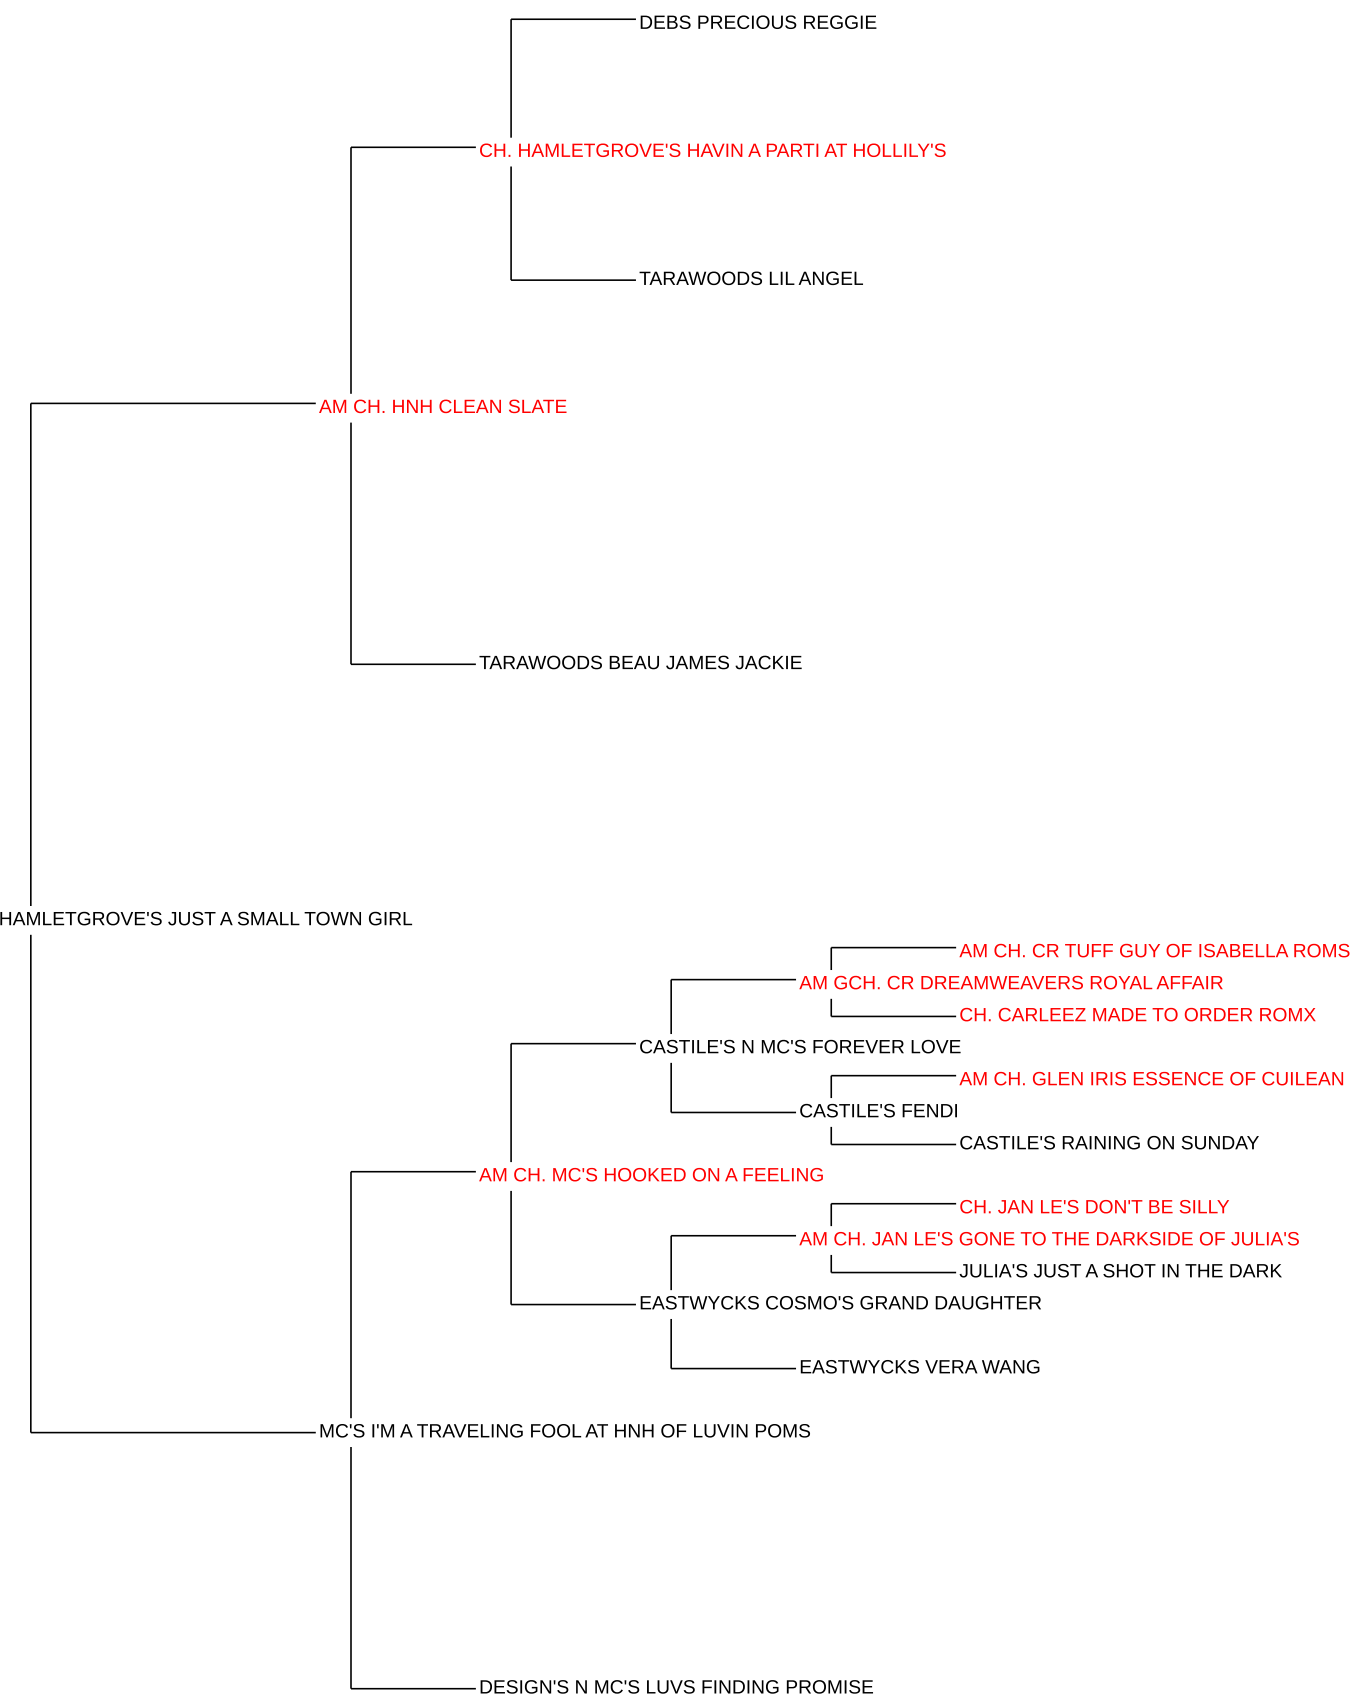 DEBS PRECIOUS REGGIE
CH. HAMLETGROVE'S HAVIN A PARTI AT HOLLILY'S
TARAWOODS LIL ANGEL
AM CH. HNH CLEAN SLATE
TARAWOODS BEAU JAMES JACKIE
HAMLETGROVE'S JUST A SMALL TOWN GIRL
AM CH. CR TUFF GUY OF ISABELLA ROMS
AM GCH. CR DREAMWEAVERS ROYAL AFFAIR
CH. CARLEEZ MADE TO ORDER ROMX
CASTILE'S N MC'S FOREVER LOVE
AM CH. GLEN IRIS ESSENCE OF CUILEAN
CASTILE'S FENDI
CASTILE'S RAINING ON SUNDAY
AM CH. MC'S HOOKED ON A FEELING
CH. JAN LE'S DON'T BE SILLY
AM CH. JAN LE'S GONE TO THE DARKSIDE OF JULIA'S
JULIA'S JUST A SHOT IN THE DARK
EASTWYCKS COSMO'S GRAND DAUGHTER
EASTWYCKS VERA WANG
MC'S I'M A TRAVELING FOOL AT HNH OF LUVIN POMS
DESIGN'S N MC'S LUVS FINDING PROMISE